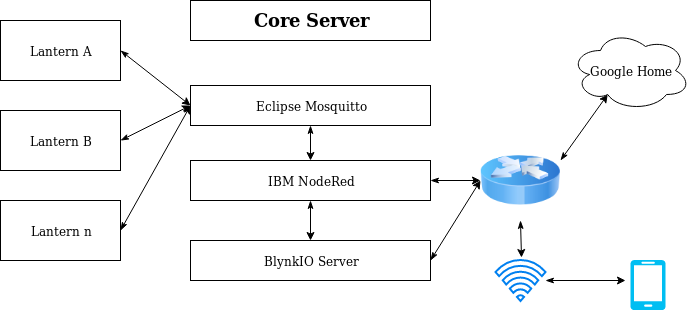 Core Server
Lantern A
Google Home
Eclipse Mosquitto
Lantern B
IBM NodeRed
Lantern n
BlynkIO Server